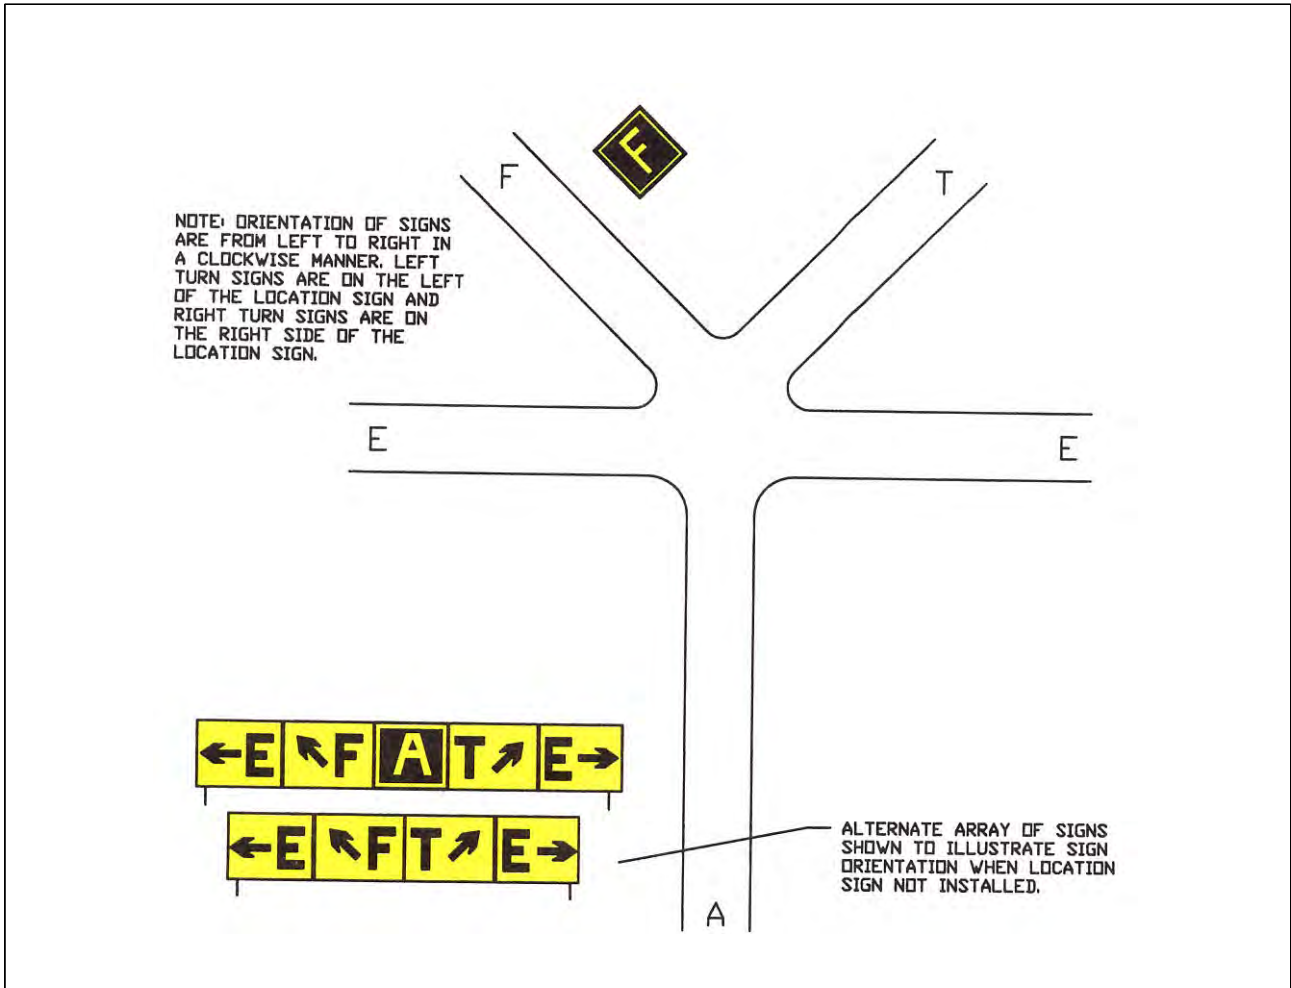 F
F
T
NOTE: ORIENTATION OF SIGNS
ARE FROM LEFT TO RIGHT IN
A CLOCKWISE MANNER. LEFT
TURN SIGNS ARE ON THE LEFT
OF THE LOCATION SIGN AND
RIGHT TURN SIGNS ARE ON
THE RIGHT SIDE OF THE
LOCATION SIGN.
E
E
←E ↖F A T↗ E→
←E ↖F T↗ E→
ALTERNATE ARRAY OF SIGNS
SHOWN TO ILLUSTRATE SIGN
ORIENTATION WHEN LOCATION
SIGN NOT INSTALLED.
A